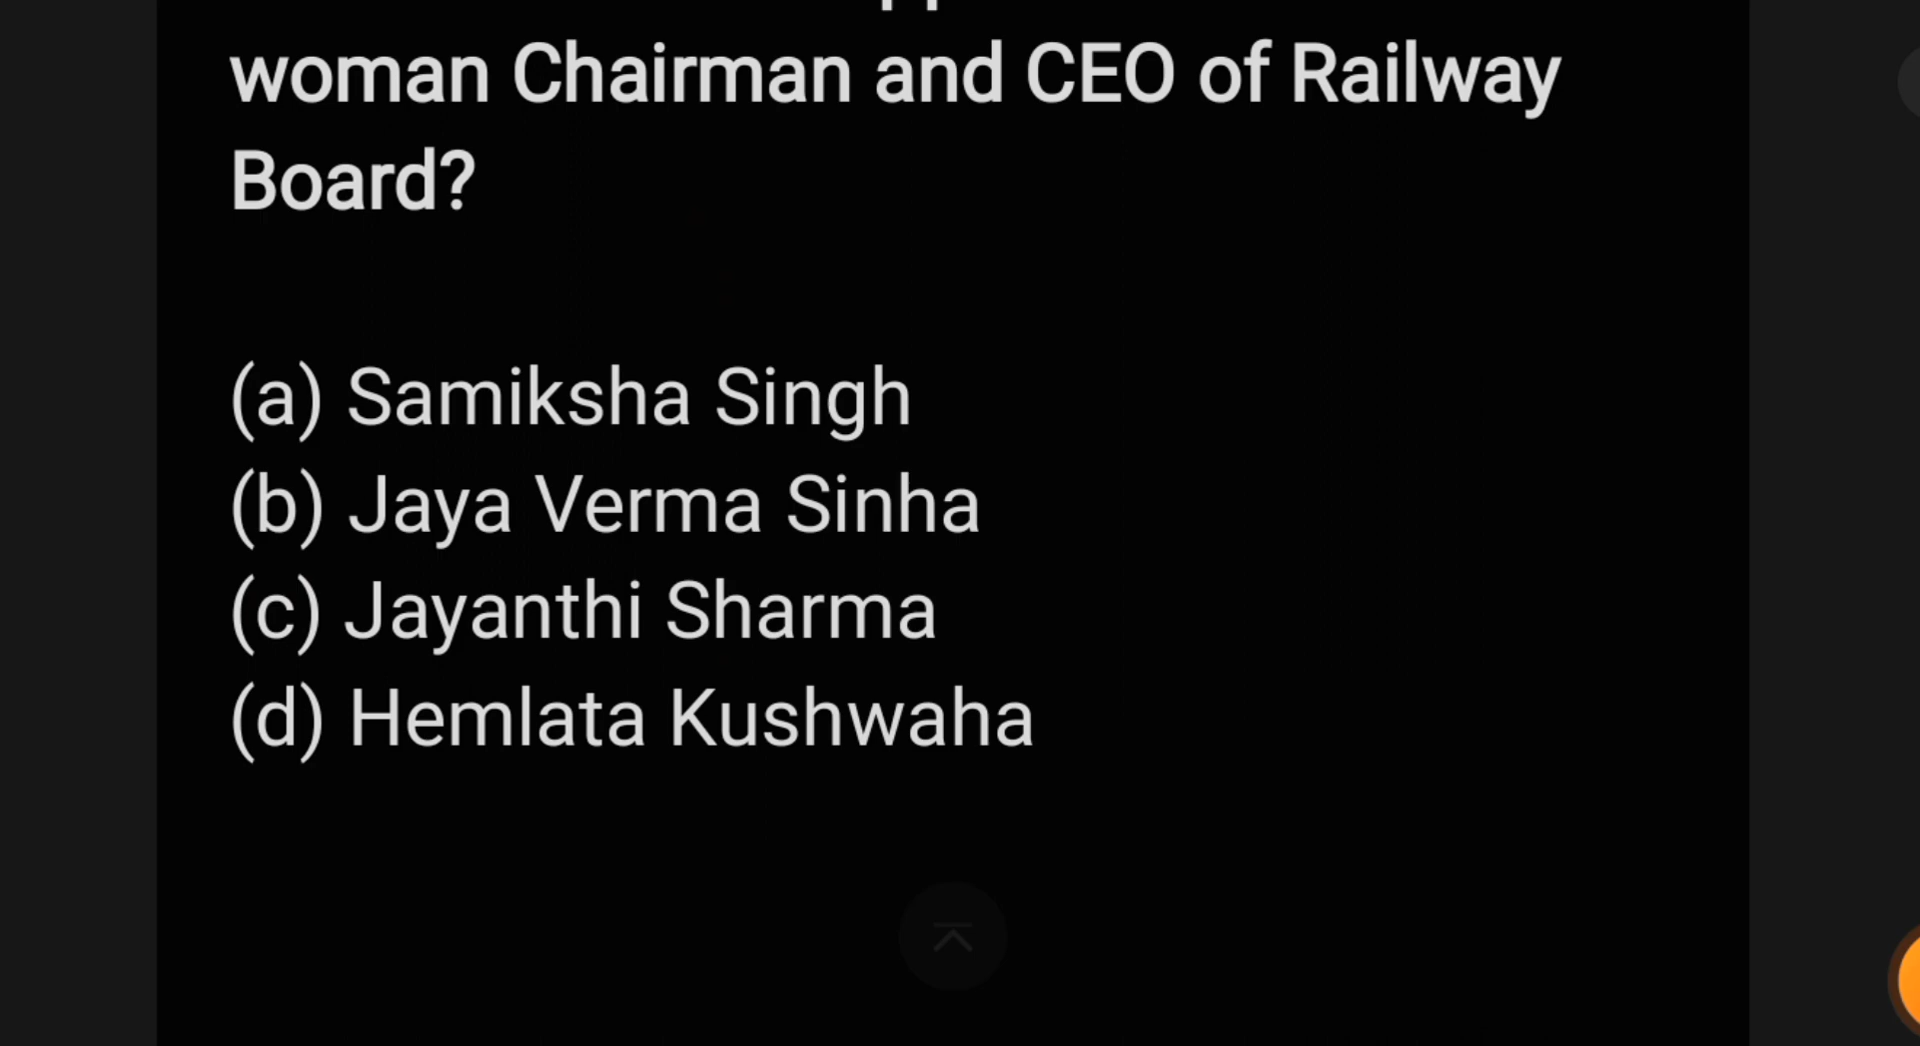 woman Chairman and CEO of Railway
Board?
(a) Samiksha Singh
(b) Jaya Verma Sinha
(c) Jayanthi Sharma
(d) Hemlata Kushwaha